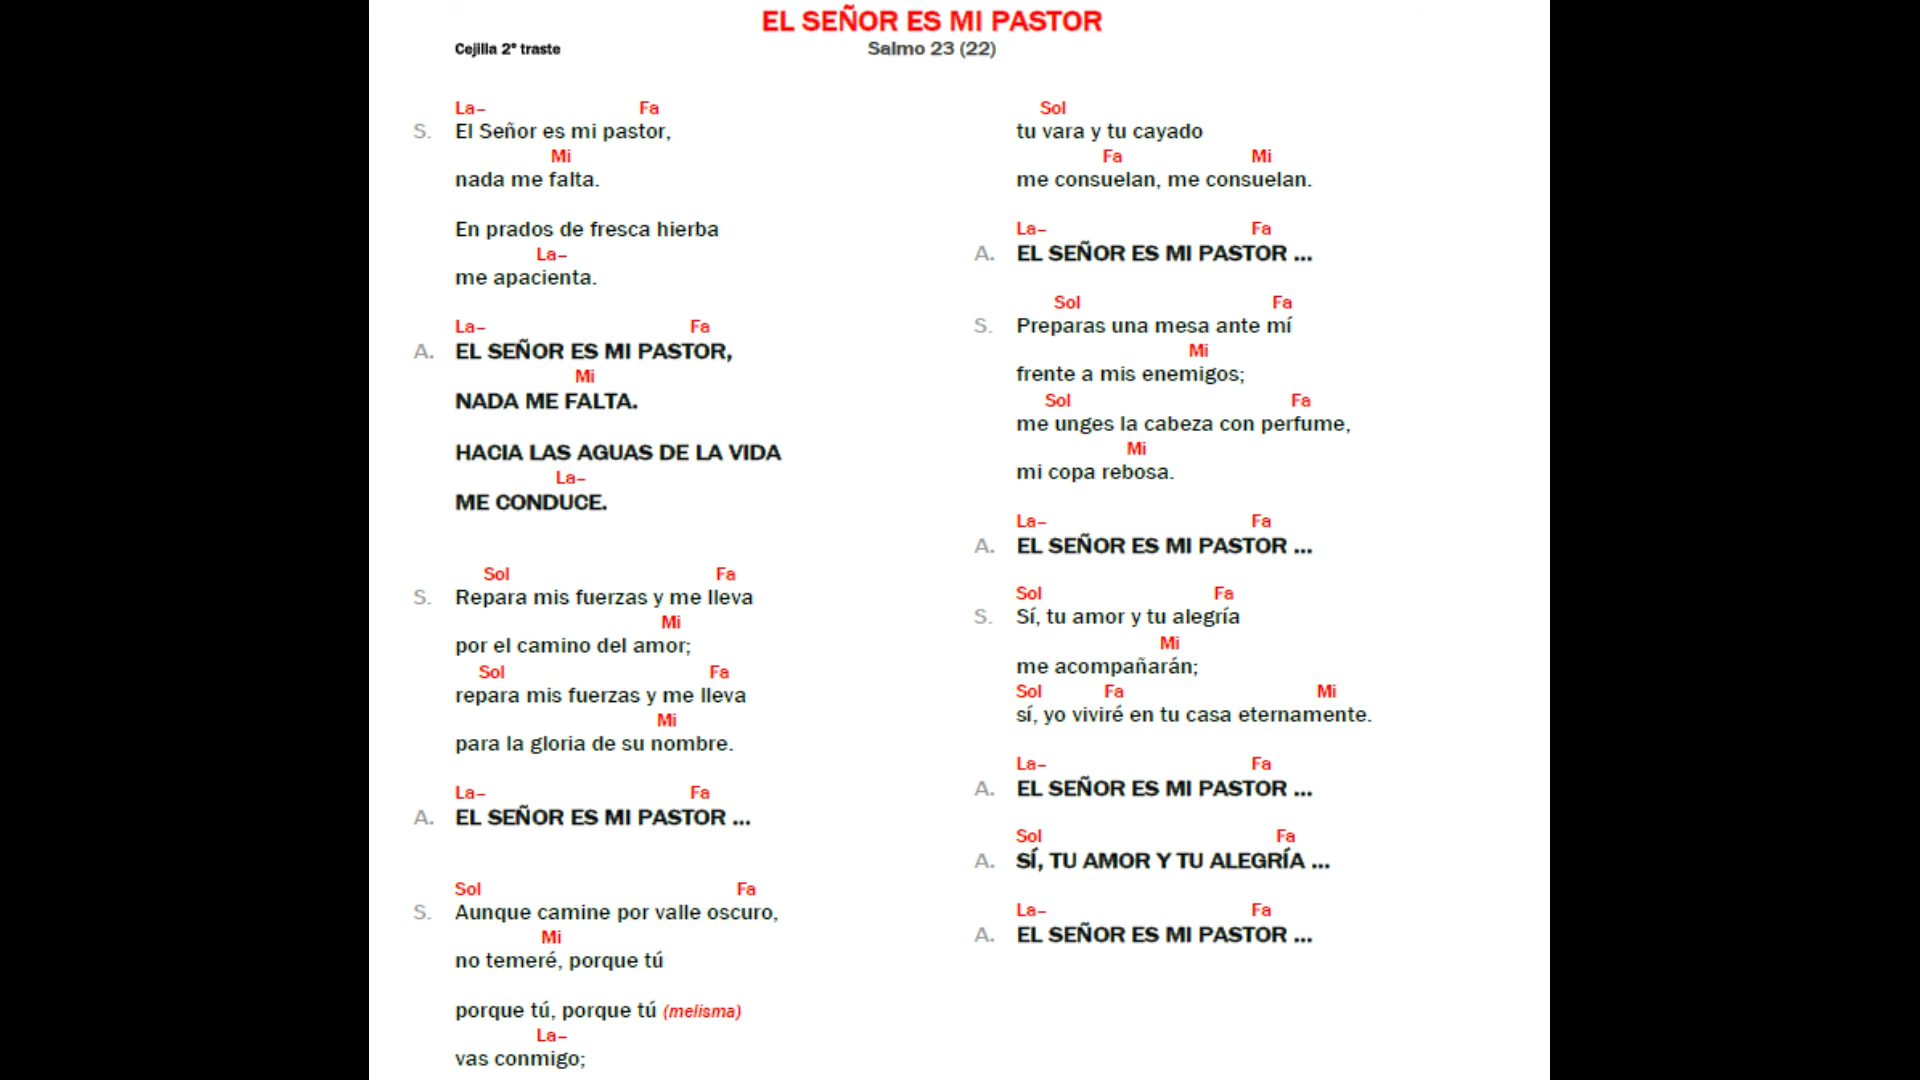 EL SEÑOR ES MI PASTOR
Cejilla 2º traste
Salmo 23 (22)
La- Fa
S. El Señor es mi pastor,
Mi
nada me falta.
En prados de fresca hierba
La-
me apacienta.
La- Fa
A. EL SEÑOR ES MI PASTOR,
Mi
NADA ME FALTA.
HACIA LAS AGUAS DE LA VIDA
La-
ME CONDUCE.
Sol Fa
S. Repara mis fuerzas y me lleva
Mi
por el camino del amor;
Sol Fa
repara mis fuerzas y me lleva
Mi
para la gloria de su nombre.
La- Fa
A. EL SEÑOR ES MI PASTOR ...
Sol Fa
S. Aunque camine por valle oscuro,
Mi
no temeré, porque tú
porque tú, porque tú (melisma)
La-
vas conmigo;
Sol
tu vara y tu cayado
Fa Mi
me consuelan, me consuelan.
La- Fa
A. EL SEÑOR ES MI PASTOR ...
Sol Fa
S. Preparas una mesa ante mí
Mi
frente a mis enemigos;
Sol Fa
me unges la cabeza con perfume,
Mi
mi copa rebosa.
La- Fa
A. EL SEÑOR ES MI PASTOR ...
Sol Fa
S. Sí, tu amor y tu alegría
Mi
me acompañarán;
Sol Fa Mi
sí, yo viviré en tu casa eternamente.
La- Fa
A. EL SEÑOR ES MI PASTOR ...
Sol Fa
A. SÍ, TU AMOR Y TU ALEGRÍA ...
La- Fa
A. EL SEÑOR ES MI PASTOR ...